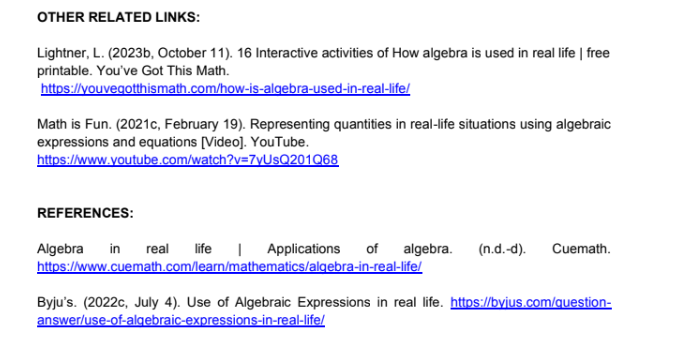 OTHER RELATED LINKS:
Lightner, L. (2023b, October 11). 16 Interactive activities of How algebra is used in real life | free
printable. You've Got This Math.
https://youvegotthismath.com/how-is-algebra-used-in-real-life/
Math is Fun. (2021c, February 19). Representing quantities in real-life situations using algebraic
expressions and equations [Video]. YouTube.
https://www.youtube.com/watch?v=7yUsQ201Q68
REFERENCES:
Algebra in real life | Applications of algebra. (n.d.-d). Cuemath.
https://www.cuemath.com/learn/mathematics/algebra-in-real-life/
Byju's. (2022c, July 4). Use of Algebraic Expressions in real life. https://byjus.com/question-
answer/use-of-algebraic-expressions-in-real-life/